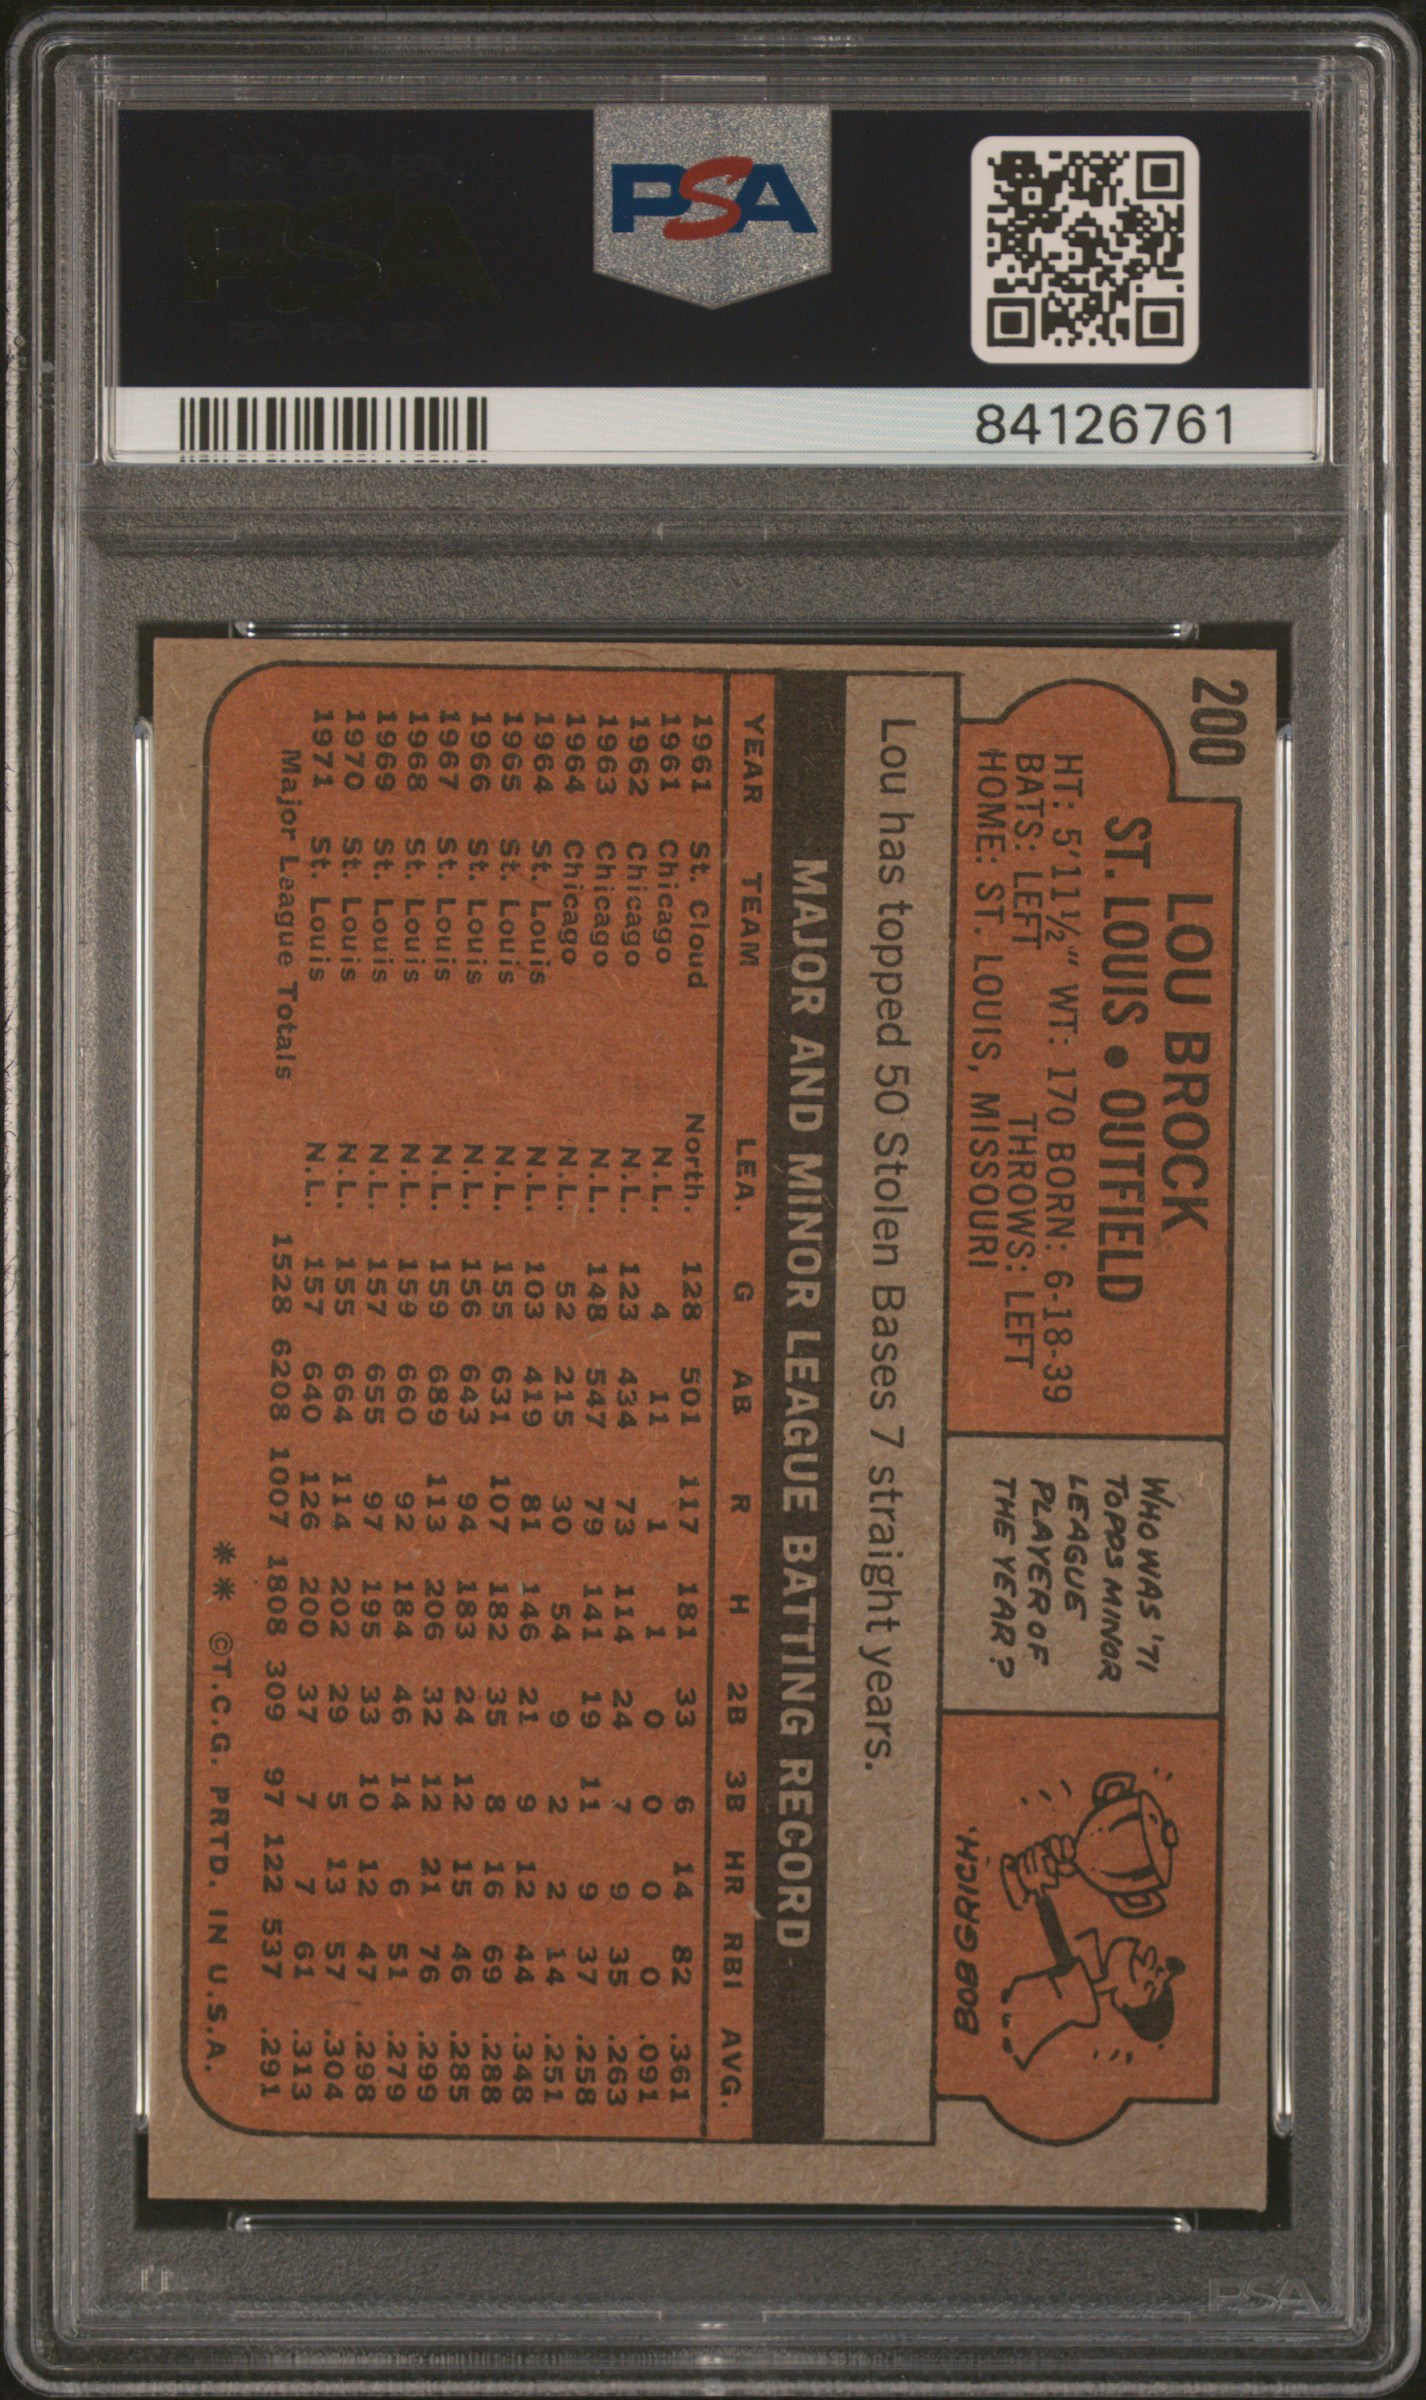 PSA
PSA
84126761
200
LOU BROCK
ST. LOUIS • OUTFIELD
HT: 5'11½" WT: 170 BORN: 6-18-39
BATS: LEFT THROWS: LEFT
HOME: ST. LOUIS, MISSOURI
WHO WAS '71
TOPPS MINOR
LEAGUE
PLAYER OF
THE YEAR?
BOB GRICH.
Lou has topped 50 Stolen Bases 7 straight years.
MAJOR AND MINOR LEAGUE BATTING RECORD
YEAR TEAM LEA. G AB R H 2B 3B HR RBI AVG.
1961 St. Cloud North. 128 501 117 181 33 6 14 82 .361
1961 Chicago N.L. 4 11 1 1 0 0 0 0 .091
1962 Chicago N.L. 123 434 73 114 24 7 9 35 .263
1963 Chicago N.L. 148 547 79 141 19 11 9 37 .258
1964 Chicago N.L. 52 215 30 54 9 2 2 14 .251
1964 St. Louis N.L. 103 419 81 146 21 9 12 44 .348
1965 St. Louis N.L. 155 631 107 182 35 8 16 69 .288
1966 St. Louis N.L. 156 643 94 183 24 12 15 46 .285
1967 St. Louis N.L. 159 689 113 206 32 12 21 76 .299
1968 St. Louis N.L. 159 660 92 184 46 14 6 51 .279
1969 St. Louis N.L. 157 655 97 195 33 10 12 47 .298
1970 St. Louis N.L. 155 664 114 202 29 5 13 57 .304
1971 St. Louis N.L. 157 640 126 200 37 7 7 61 .313
Major League Totals 1528 6208 1007 1808 309 97 122 537 .291
** ©T.C.G. PRTD. IN U.S.A.
PSA